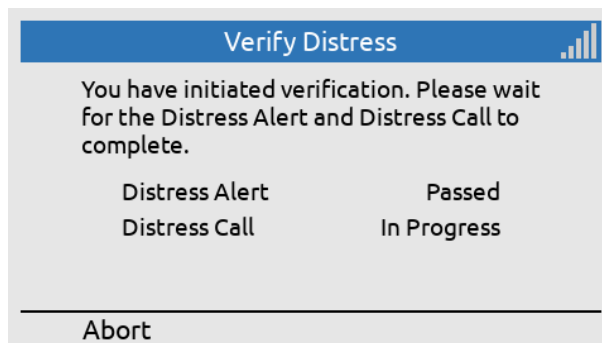 Verify Distress
You have initiated verification. Please wait
for the Distress Alert and Distress Call to
complete.
Distress Alert Passed
Distress Call In Progress
Abort